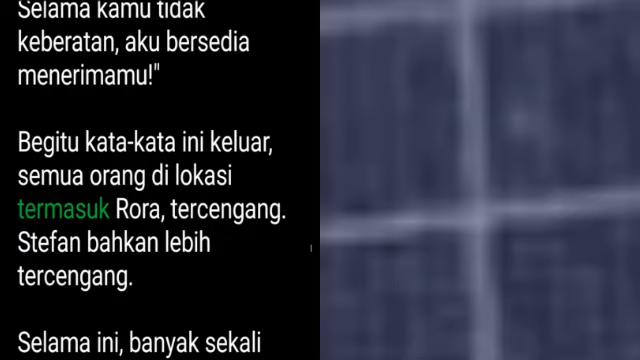 Selama kamu tidak
keberatan, aku bersedia
menerimamu!"
Begitu kata-kata ini keluar,
semua orang di lokasi
termasuk Rora, tercengang.
Stefan bahkan lebih
tercengang.
Selama ini, banyak sekali